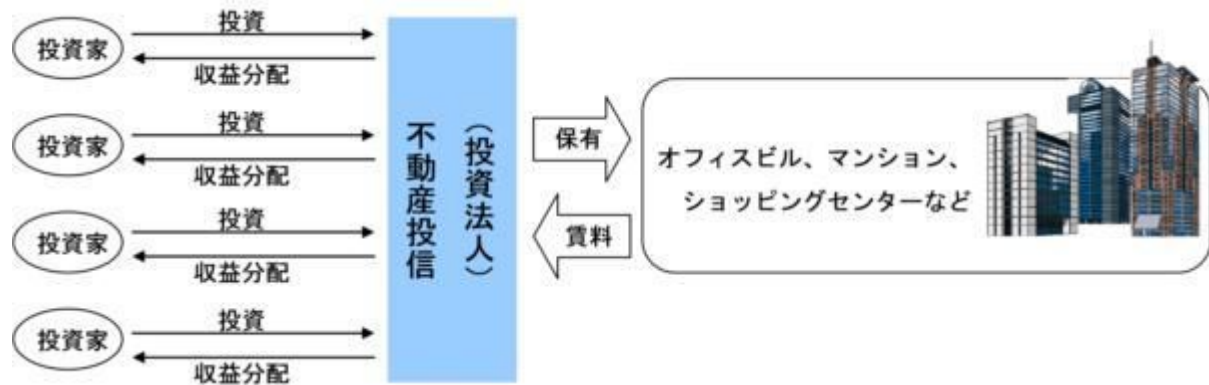 投資家
投資
収益分配
投資家
投資
収益分配
投資家
投資
収益分配
投資家
投資
収益分配
不動産投信
（投資法人）
保有
賃料
オフィスビル、マンション、
ショッピングセンターなど